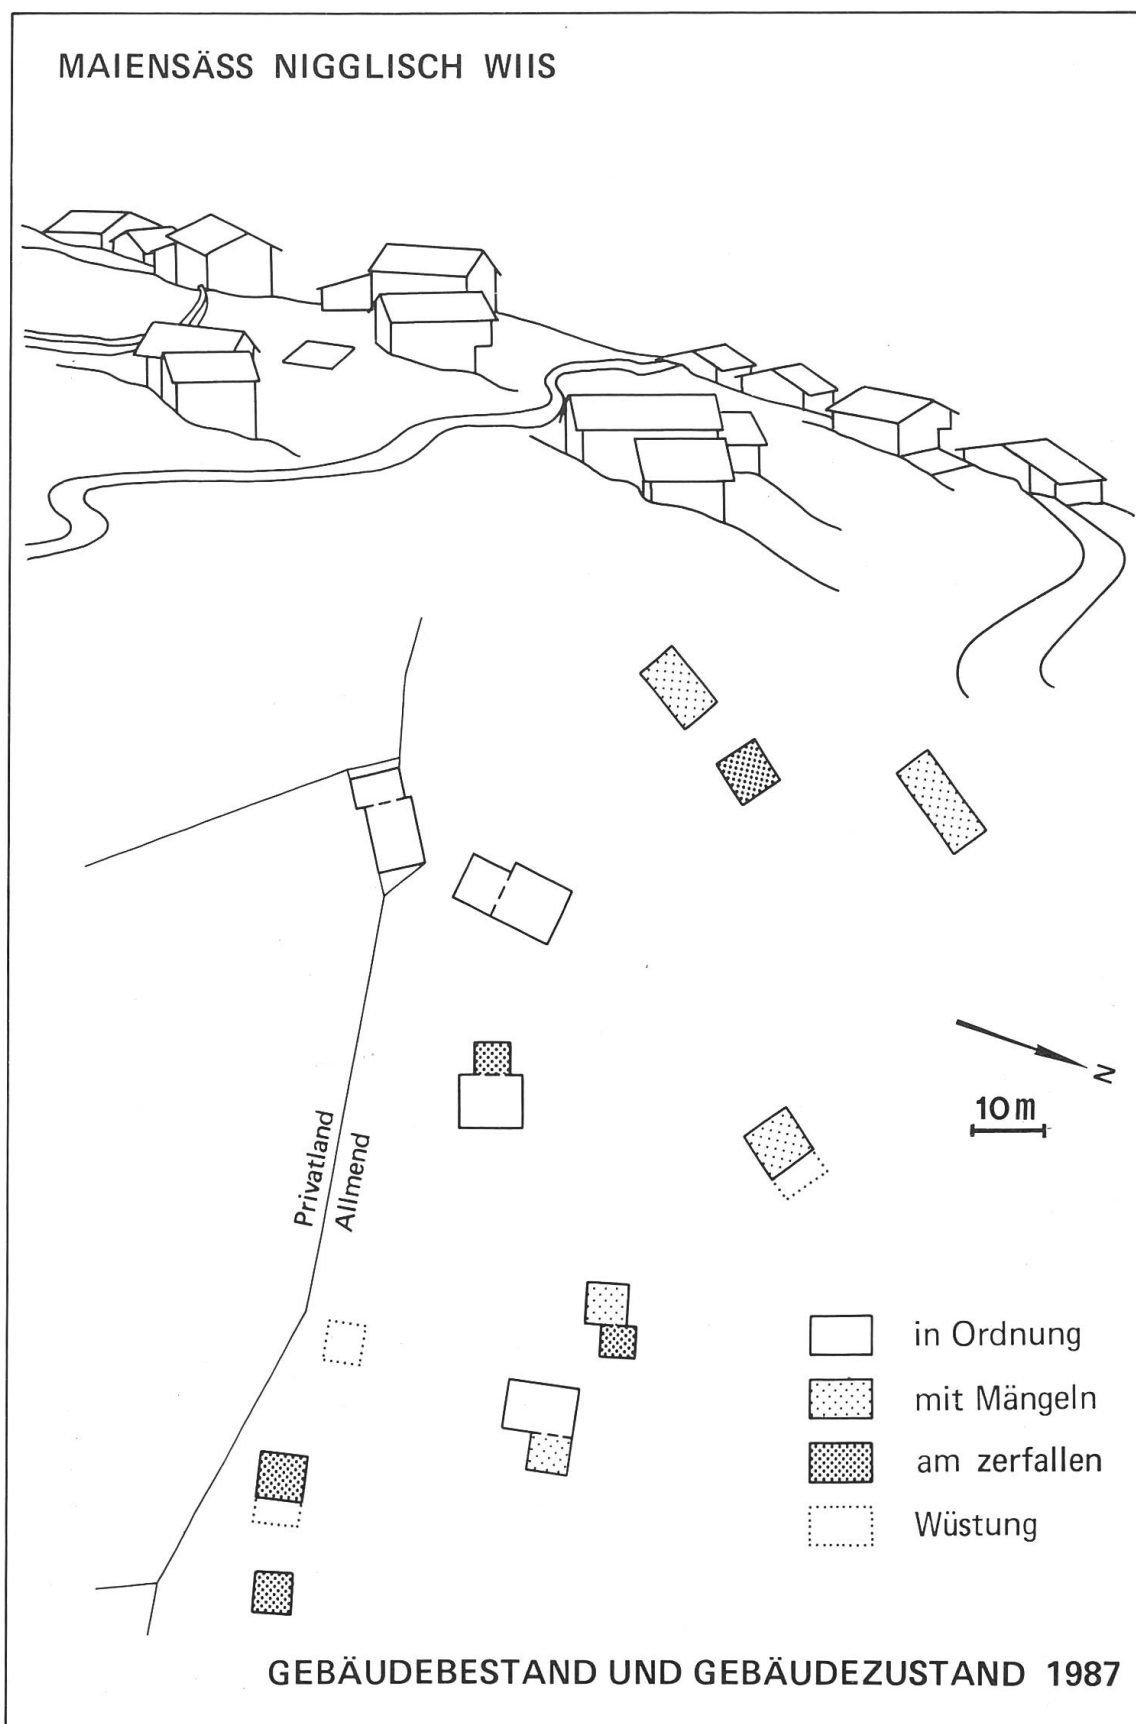 MAIENSÄSS NIGGLISCH WIIS
N
10 m
Privatland
Allmend
in Ordnung
mit Mängeln
am zerfallen
Wüstung
GEBÄUDEBESTAND UND GEBÄUDEZUSTAND 1987